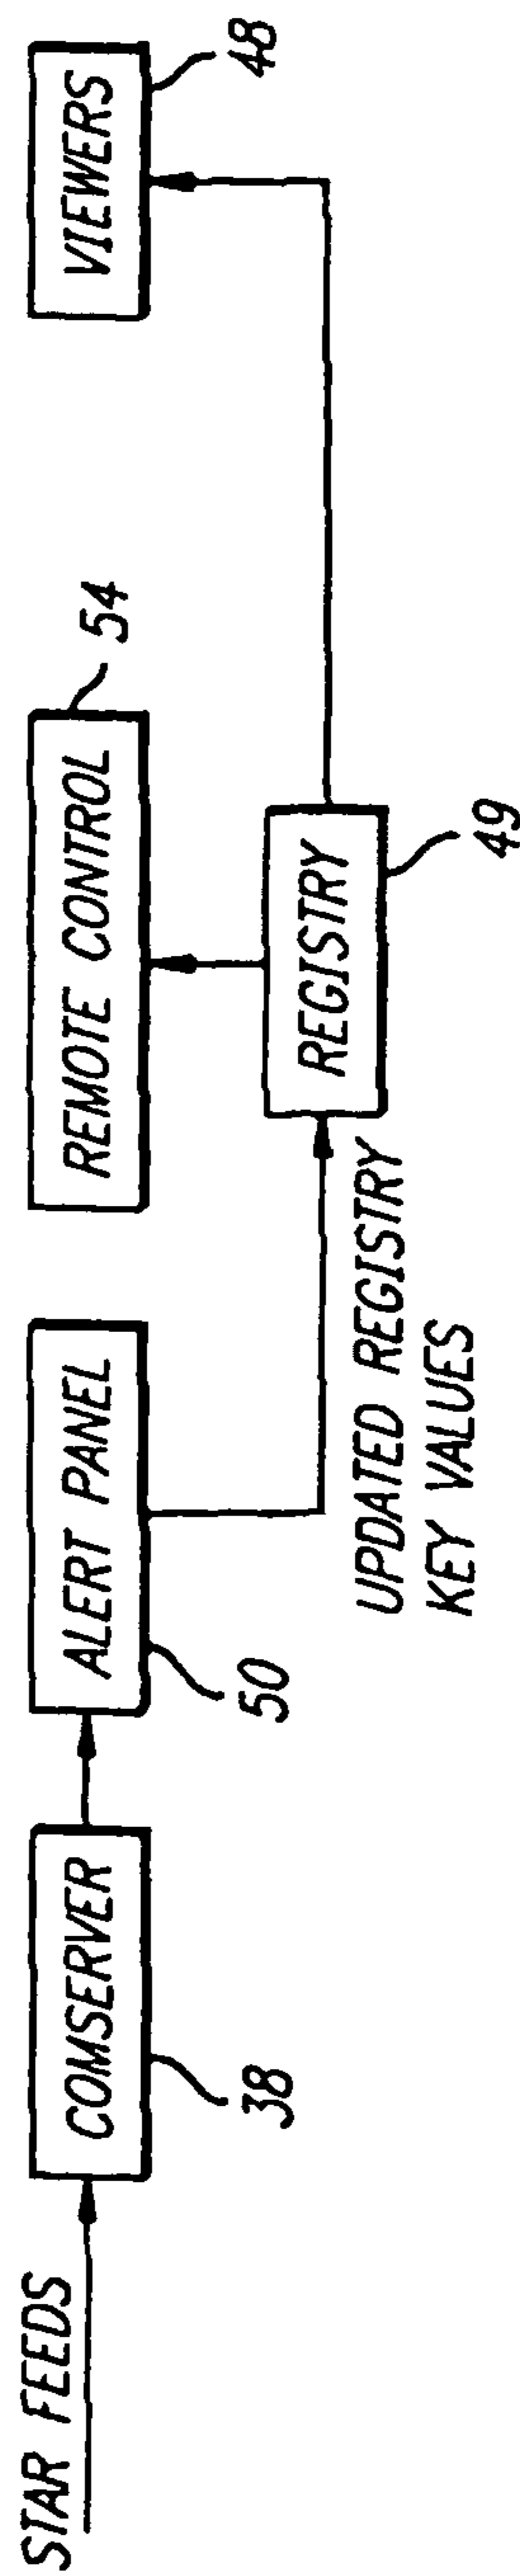 STAR FEEDS
COMSERVER
38
ALERT PANEL
50
UPDATED REGISTRY
KEY VALUES
REMOTE CONTROL
54
REGISTRY
49
VIEWERS
48